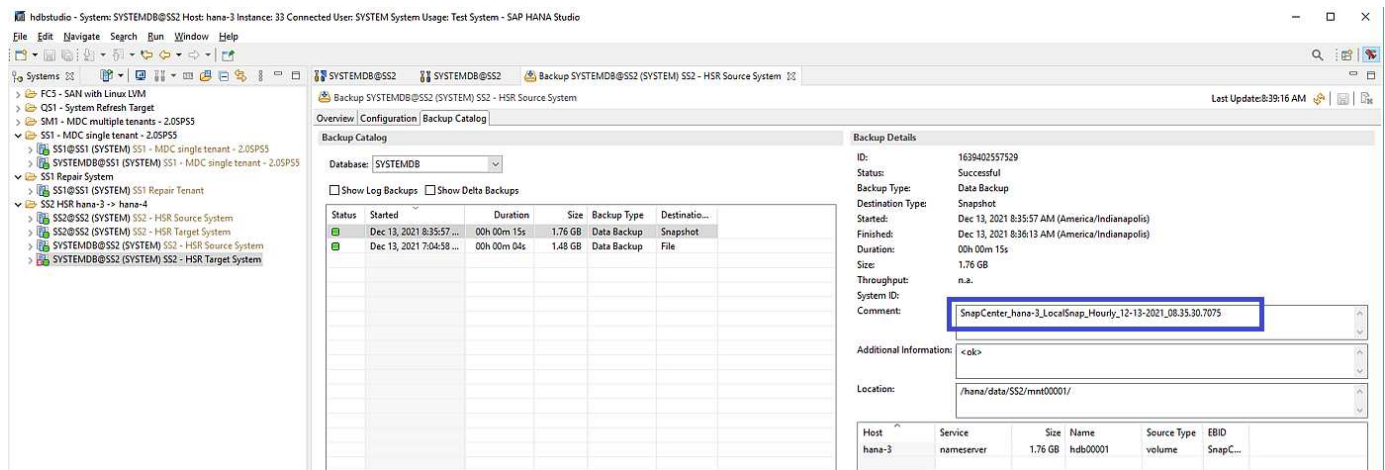 hdbstudio - System: SYSTEMDB@SS2 Host: hana-3 Instance: 33 Connected User: SYSTEM System Usage: Test System - SAP HANA Studio
File Edit Navigate Search Run Window Help
Systems
FC5 - SAN with Linux LVM
QS1 - System Refresh Target
SM1 - MDC multiple tenants - 2.0SPS5
SS1 - MDC single tenant - 2.0SPS5
SS1@SS1 (SYSTEM) SS1 - MDC single tenant - 2.0SPS5
SYSTEMDB@SS1 (SYSTEM) SS1 - MDC single tenant - 2.0SPS5
SS1 Repair System
SS1@SS1 (SYSTEM) SS1 Repair Tenant
SS2 HSR hana-3 -> hana-4
SS2@SS2 (SYSTEM) SS2 - HSR Source System
SS2@SS2 (SYSTEM) SS2 - HSR Target System
SYSTEMDB@SS2 (SYSTEM) SS2 - HSR Source System
SYSTEMDB@SS2 (SYSTEM) SS2 - HSR Target System
SYSTEMDB@SS2 SYSTEMDB@SS2 Backup SYSTEMDB@SS2 (SYSTEM) SS2 - HSR Source System
Backup SYSTEMDB@SS2 (SYSTEM) SS2 - HSR Source System Last Update:8:39:16 AM
Overview Configuration Backup Catalog
Backup Catalog
Database: SYSTEMDB
Show Log Backups Show Delta Backups
Status Started Duration Size Backup Type Destinatio...
Dec 13, 2021 8:35:57 ... 00h 00m 15s 1.76 GB Data Backup Snapshot
Dec 13, 2021 7:04:58 ... 00h 00m 04s 1.48 GB Data Backup File
Backup Details
ID: 1639402557529
Status: Successful
Backup Type: Data Backup
Destination Type: Snapshot
Started: Dec 13, 2021 8:35:57 AM (America/Indianapolis)
Finished: Dec 13, 2021 8:36:13 AM (America/Indianapolis)
Duration: 00h 00m 15s
Size: 1.76 GB
Throughput: n.a.
System ID:
Comment: SnapCenter_hana-3_LocalSnap_Hourly_12-13-2021_08.35.30.7075
Additional Information: <ok>
Location: /hana/data/SS2/mnt00001/
Host Service Size Name Source Type EBID
hana-3 nameserver 1.76 GB hdb00001 volume SnapC...